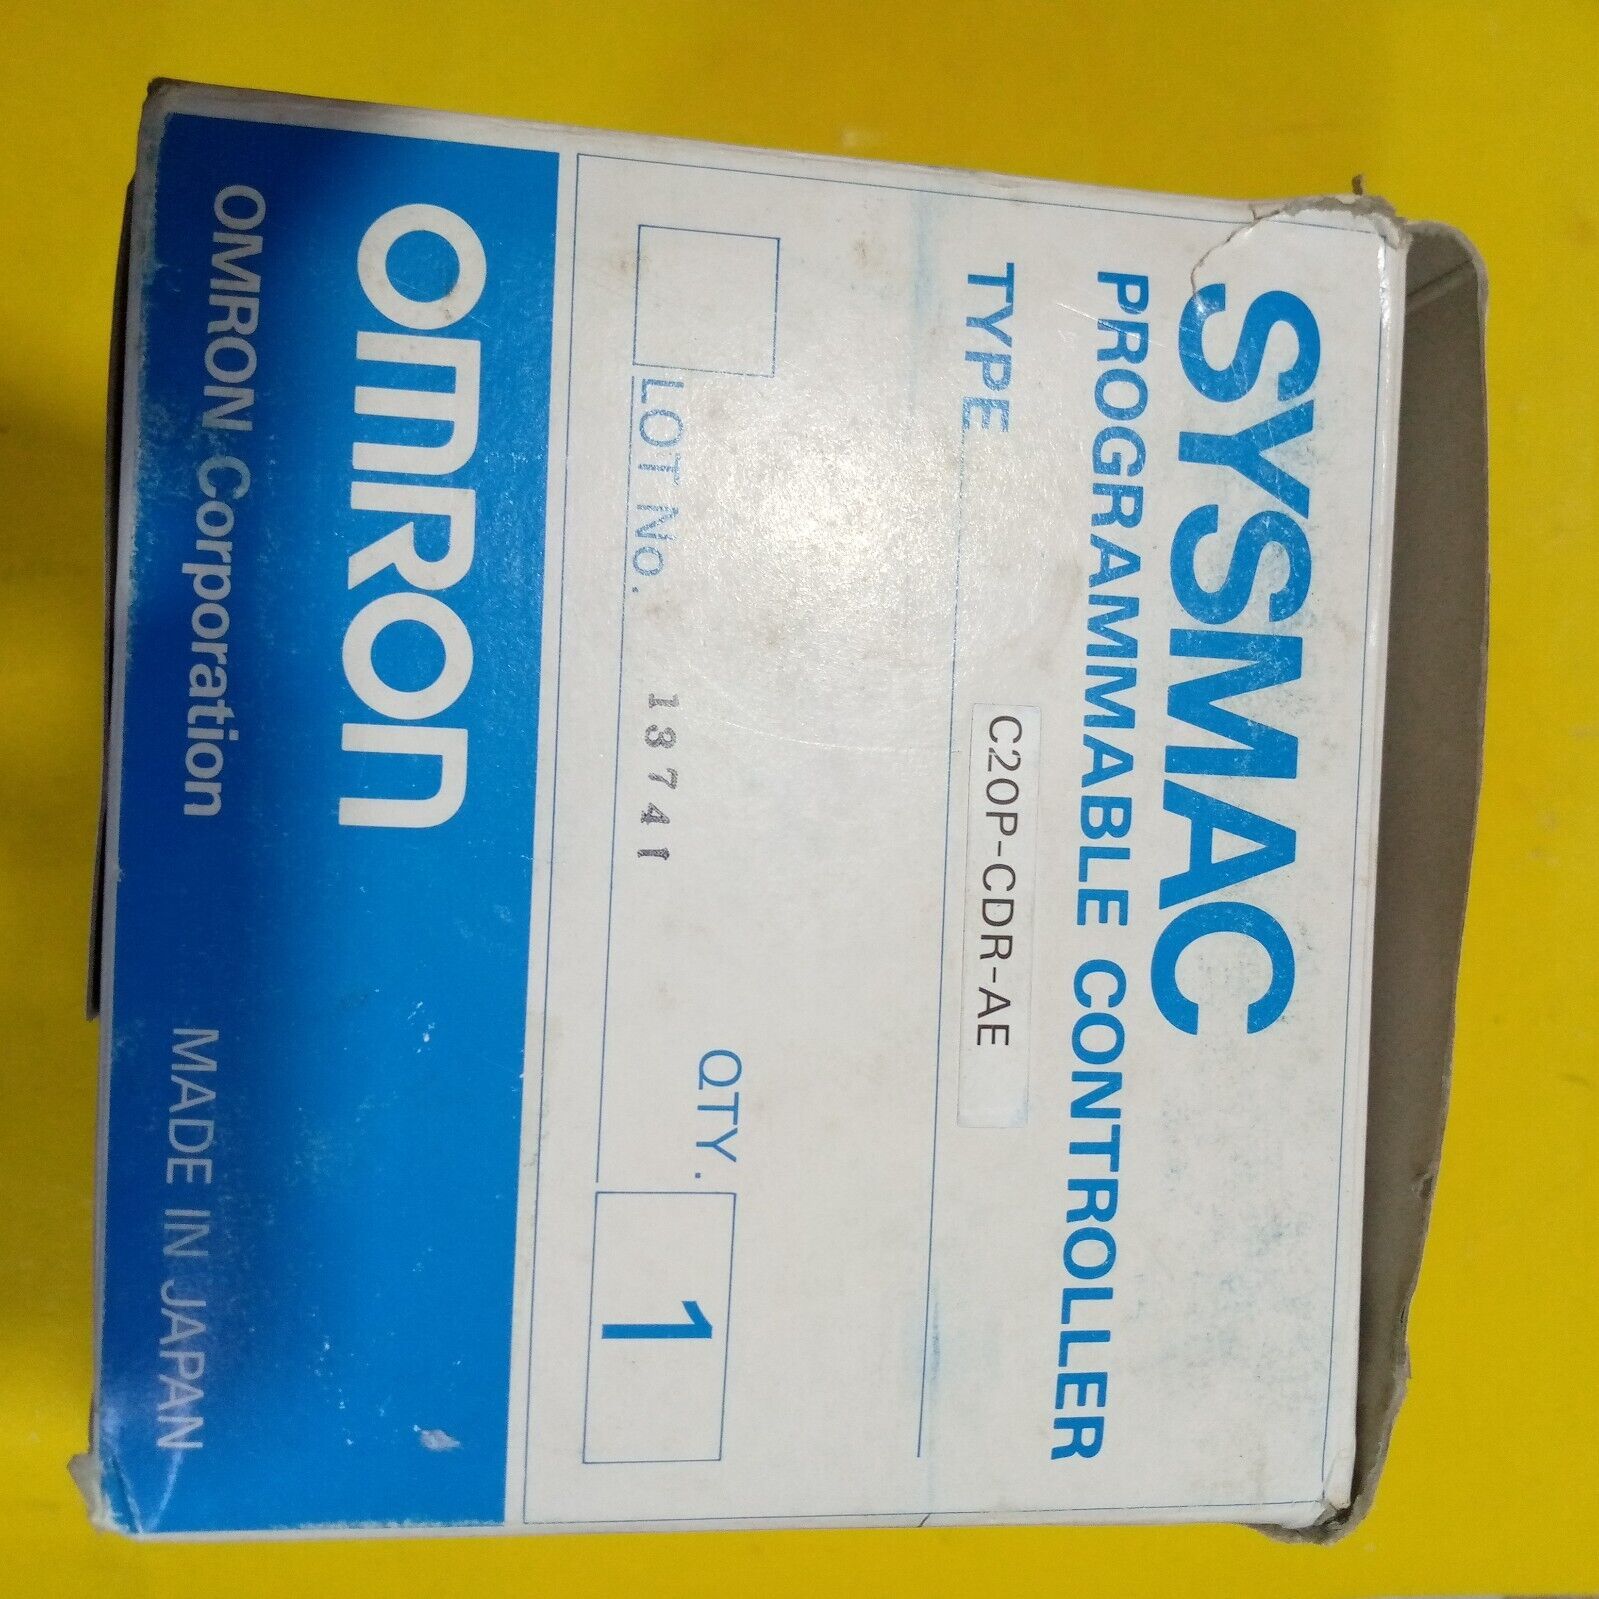 SYSMAC
PROGRAMMABLE CONTROLLER
TYPE C20P-CDR-AE
LOT No. 13741 QTY. 1
OMRON
OMRON Corporation MADE IN JAPAN